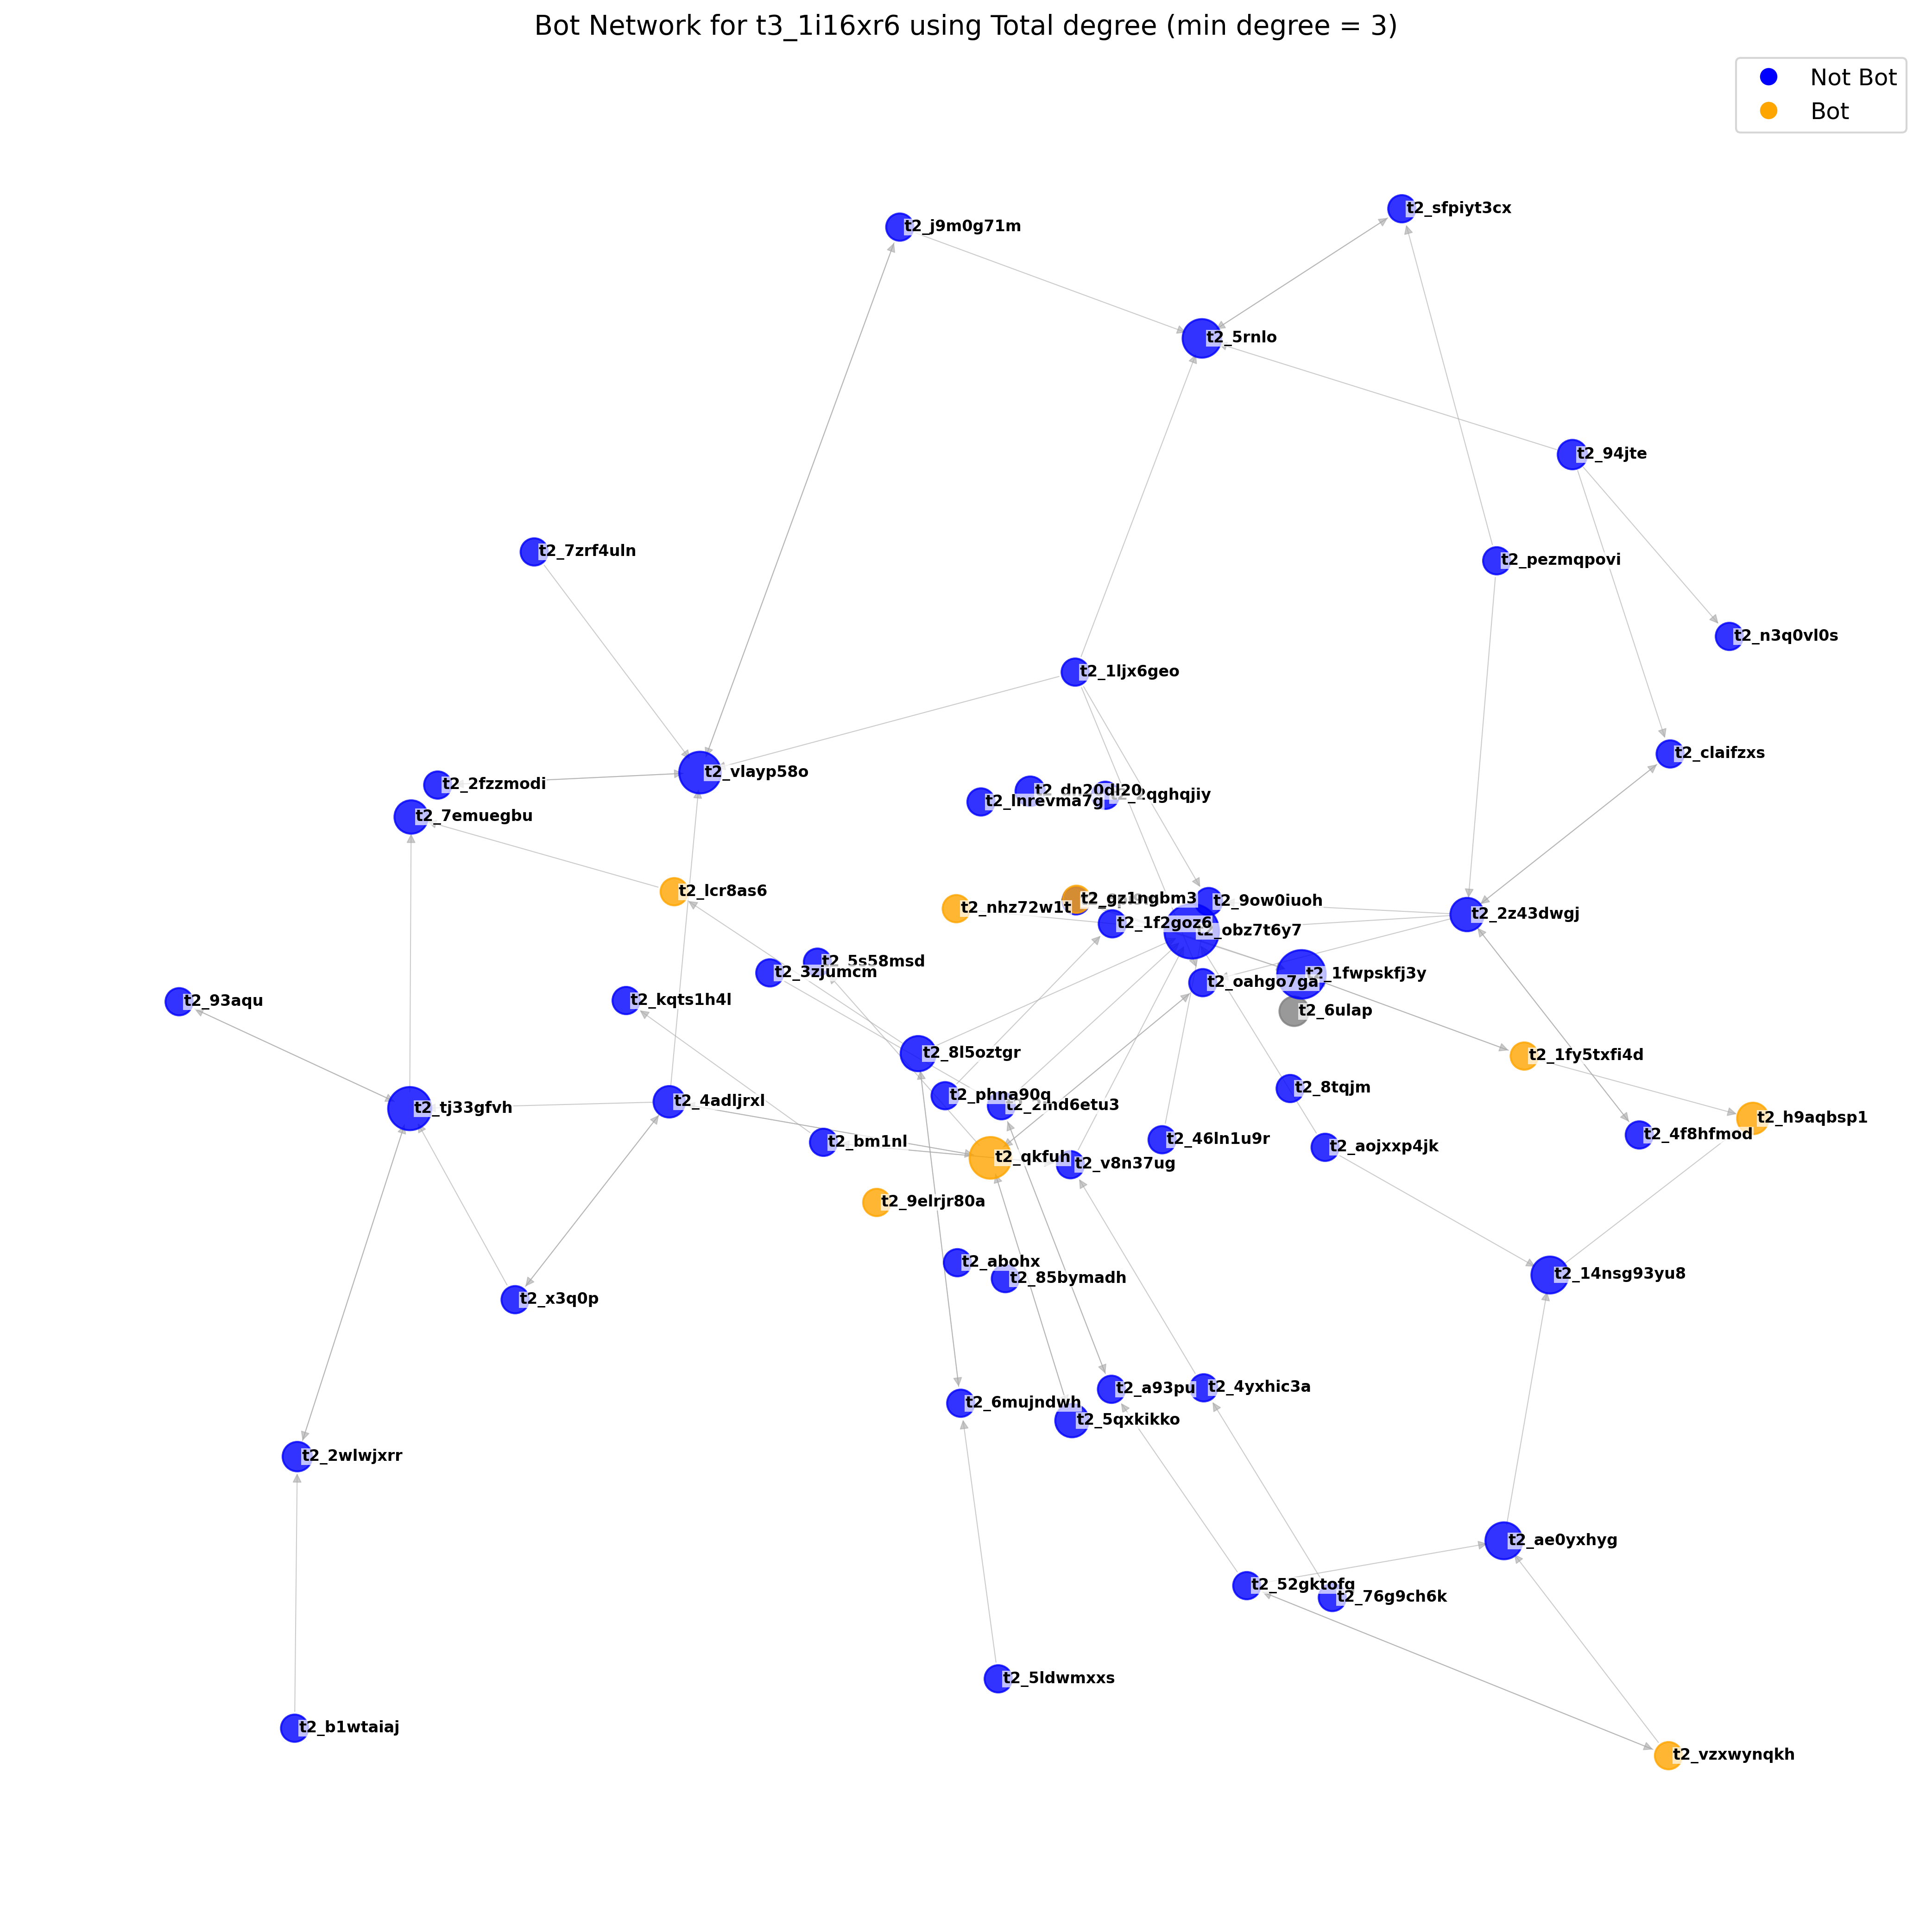 Bot Network for t3_1i16xr6 using Total degree (min degree = 3)
Not Bot
Bot
t2_sfpiyt3cx
t2_j9m0g71m
t2_5rnlo
t2_94jte
t2_7zrf4uln
t2_pezmqpovi
t2_n3q0vl0s
t2_1ljx6geo
t2_claifzxs
t2_vlayp58o
t2_2fzzmodi
t2_dn20dl20
t2_lnrevma7g
t2_7emuegbu
t2_lcr8as6
t2_gz1ngbm3
t2_9ow0iuoh
t2_nhz72w1t
t2_2z43dwgj
t2_1f2goz6
t2_obz7t6y7
t2_5s58msd
t2_3zjumcm
t2_1fwpskfj3y
t2_oahgo7ga
t2_93aqu
t2_kqts1h4l
t2_6ulap
t2_8l5oztgr
t2_1fy5txfi4d
t2_8tqjm
t2_phna90q
t2_4adljrxl
t2_2md6etu3
t2_tj33gfvh
t2_h9aqbsp1
t2_4f8hfmod
t2_46ln1u9r
t2_bm1nl
t2_aojxxp4jk
t2_qkfuh
t2_v8n37ug
t2_9elrjr80a
t2_abohx
t2_14nsg93yu8
t2_85bymadh
t2_x3q0p
t2_a93pu
t2_4yxhic3a
t2_6mujndwh
t2_5qxkikko
t2_2wlwjxrr
t2_ae0yxhyg
t2_52gktofg
t2_76g9ch6k
t2_5ldwmxxs
t2_b1wtaiaj
t2_vzxwynqkh